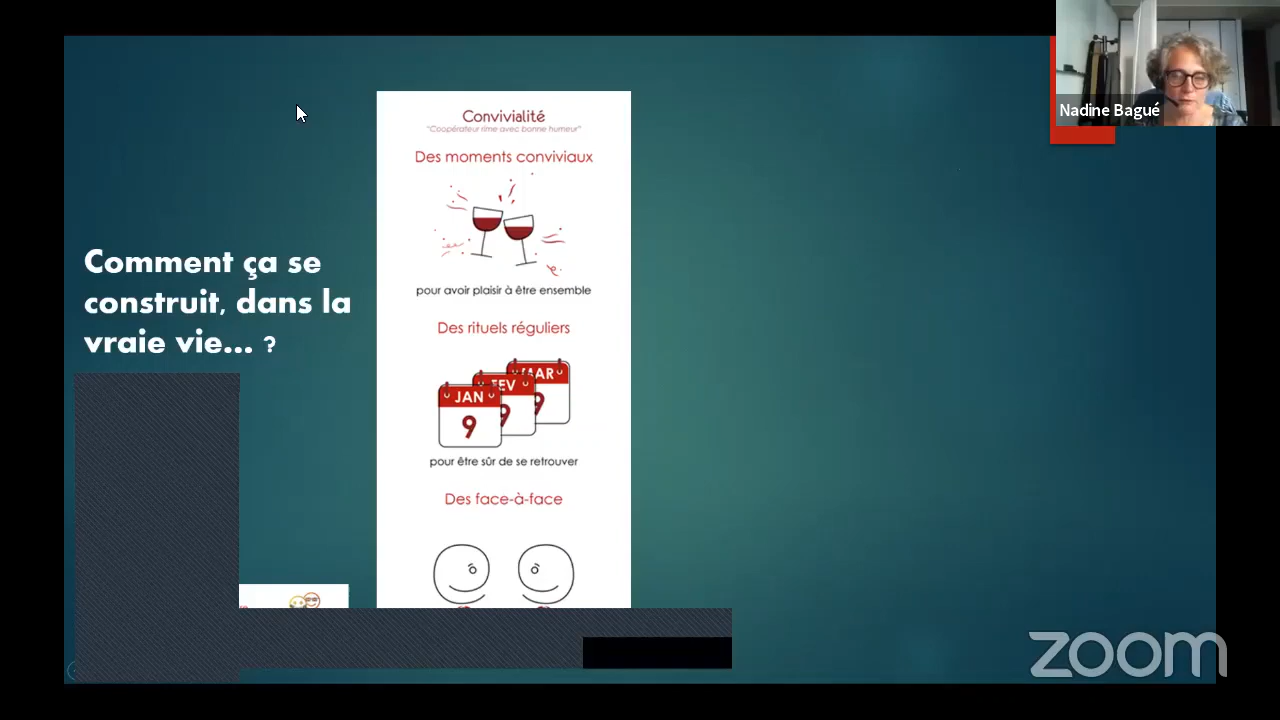 Nadine Bagué
Convivialité
"Coopérateur rime avec bonne humeur"
Des moments conviviaux
pour avoir plaisir à être ensemble
Comment ça se
construit, dans la
vraie vie... ?
Des rituels réguliers
JAN
FEV
MAR
9
9
9
pour être sûr de se retrouver
Des face-à-face
zoom